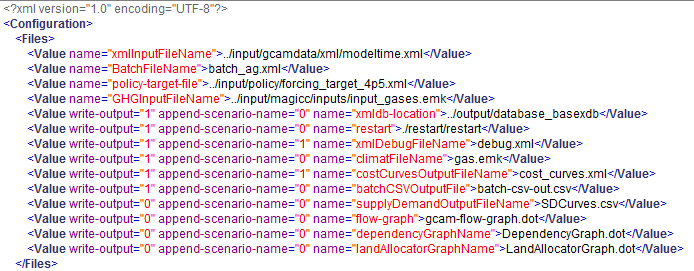 <?xml version="1.0" encoding="UTF-8"?>
<Configuration>
<Files>
<Value name="xmlInputFileName">../input/gcamdata/xml/modeltime.xml</Value>
<Value name="BatchFileName">batch_ag.xml</Value>
<Value name="policy-target-file">../input/policy/forcing_target_4p5.xml</Value>
<Value name="GHGInputFileName">../input/magicc/inputs/input_gases.emk</Value>
<Value write-output="1" append-scenario-name="0" name="xmldb-location">../output/database_basexdb</Value>
<Value write-output="1" append-scenario-name="0" name="restart">./restart/restart</Value>
<Value write-output="1" append-scenario-name="1" name="xmlDebugFileName">debug.xml</Value>
<Value write-output="1" append-scenario-name="0" name="climatFileName">gas.emk</Value>
<Value write-output="1" append-scenario-name="1" name="costCurvesOutputFileName">cost_curves.xml</Value>
<Value write-output="1" append-scenario-name="0" name="batchCSVOutputFile">batch-csv-out.csv</Value>
<Value write-output="0" append-scenario-name="0" name="supplyDemandOutputFileName">SDCurves.csv</Value>
<Value write-output="0" append-scenario-name="0" name="flow-graph">gcam-flow-graph.dot</Value>
<Value write-output="0" append-scenario-name="0" name="dependencyGraphName">DependencyGraph.dot</Value>
<Value write-output="0" append-scenario-name="0" name="landAllocatorGraphName">LandAllocatorGraph.dot</Value>
</Files>